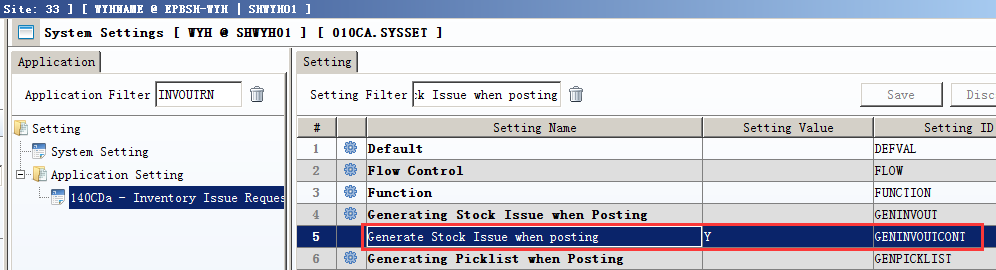 Site: 33 ] [ WYHNAME @ EPBSH-WYH | SHWYH01 ]
System Settings [ WYH @ SHWYH01 ] [ 010CA.SYSSET ]
Application
Application Filter INVOUIRN
Setting
System Setting
Application Setting
140CDa - Inventory Issue Reques
Setting
Setting Filter ck Issue when posting
Save
Disc
# Setting Name Setting Value Setting ID
1 Default DEFVAL
2 Flow Control FLOW
3 Function FUNCTION
4 Generating Stock Issue when Posting GENINVOUT
5 Generate Stock Issue when posting Y GENINVOUTCONT
6 Generating Picklist when Posting GENPICKLIST